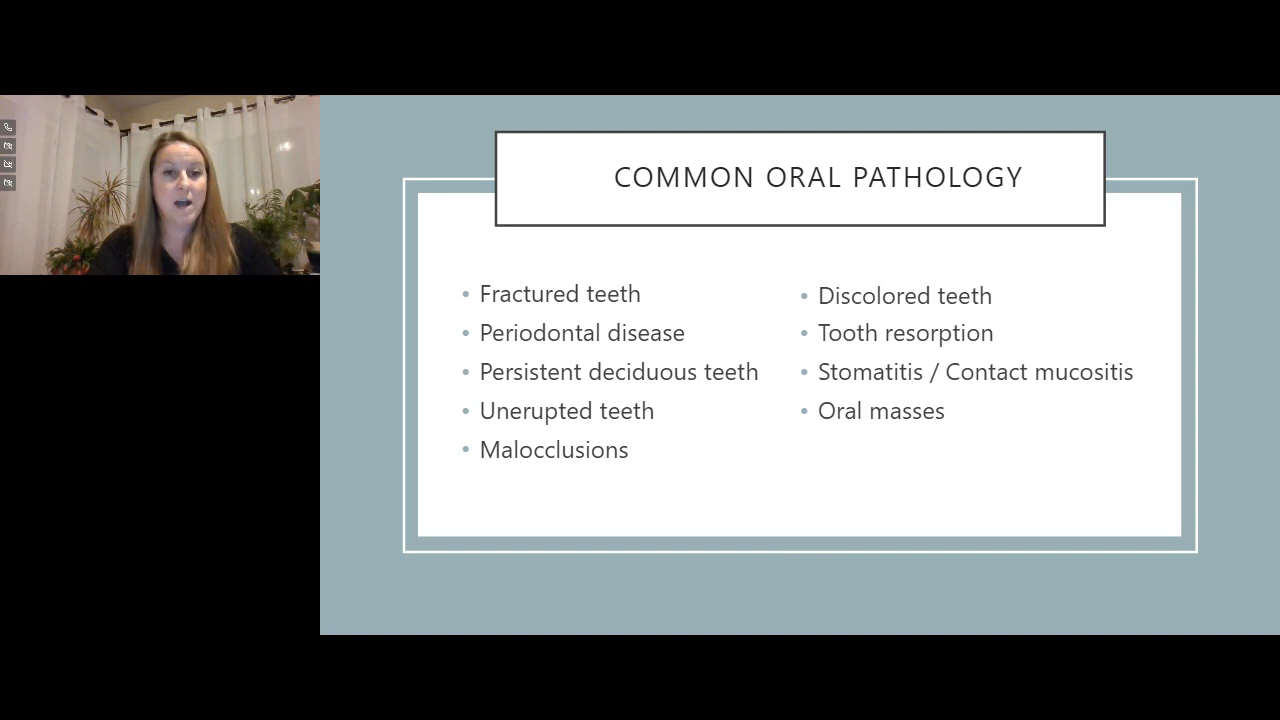 COMMON ORAL PATHOLOGY
• Fractured teeth
• Periodontal disease
• Persistent deciduous teeth
• Unerupted teeth
• Malocclusions
• Discolored teeth
• Tooth resorption
• Stomatitis / Contact mucositis
• Oral masses